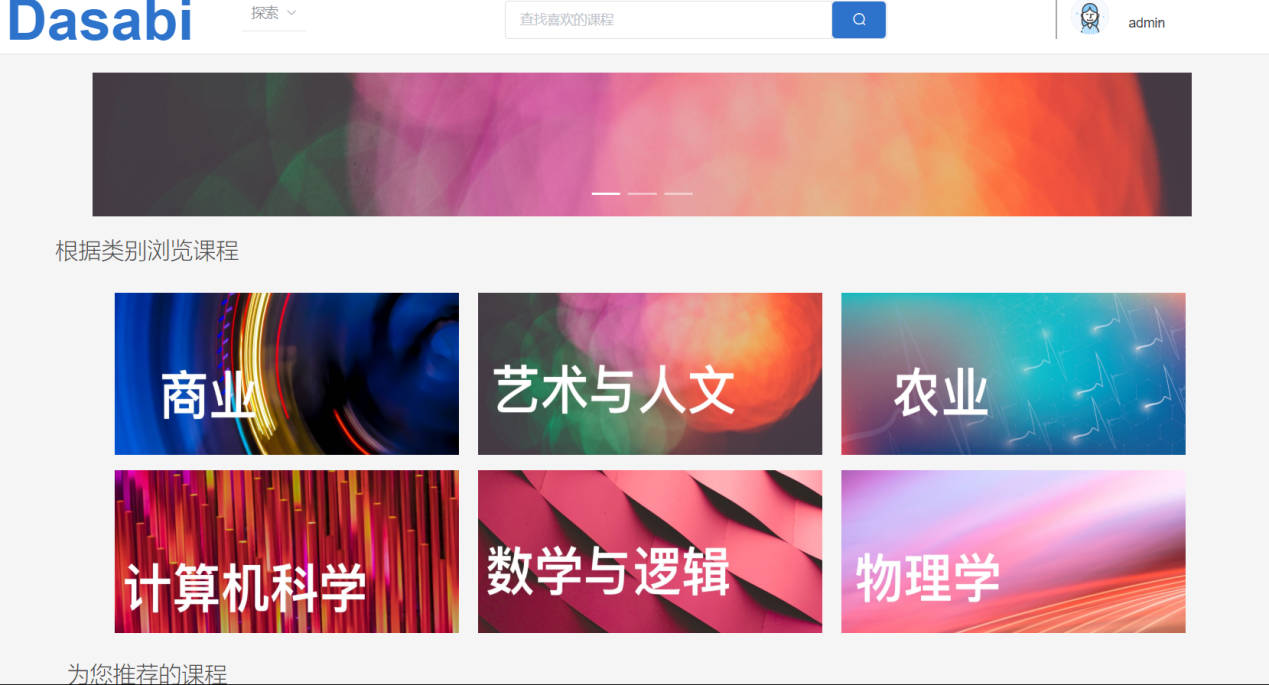 Dasabi
探索
查找喜欢的课程
admin
根据类别浏览课程
商业
艺术与人文
农业
计算机科学
数学与逻辑
物理学
为您推荐的课程